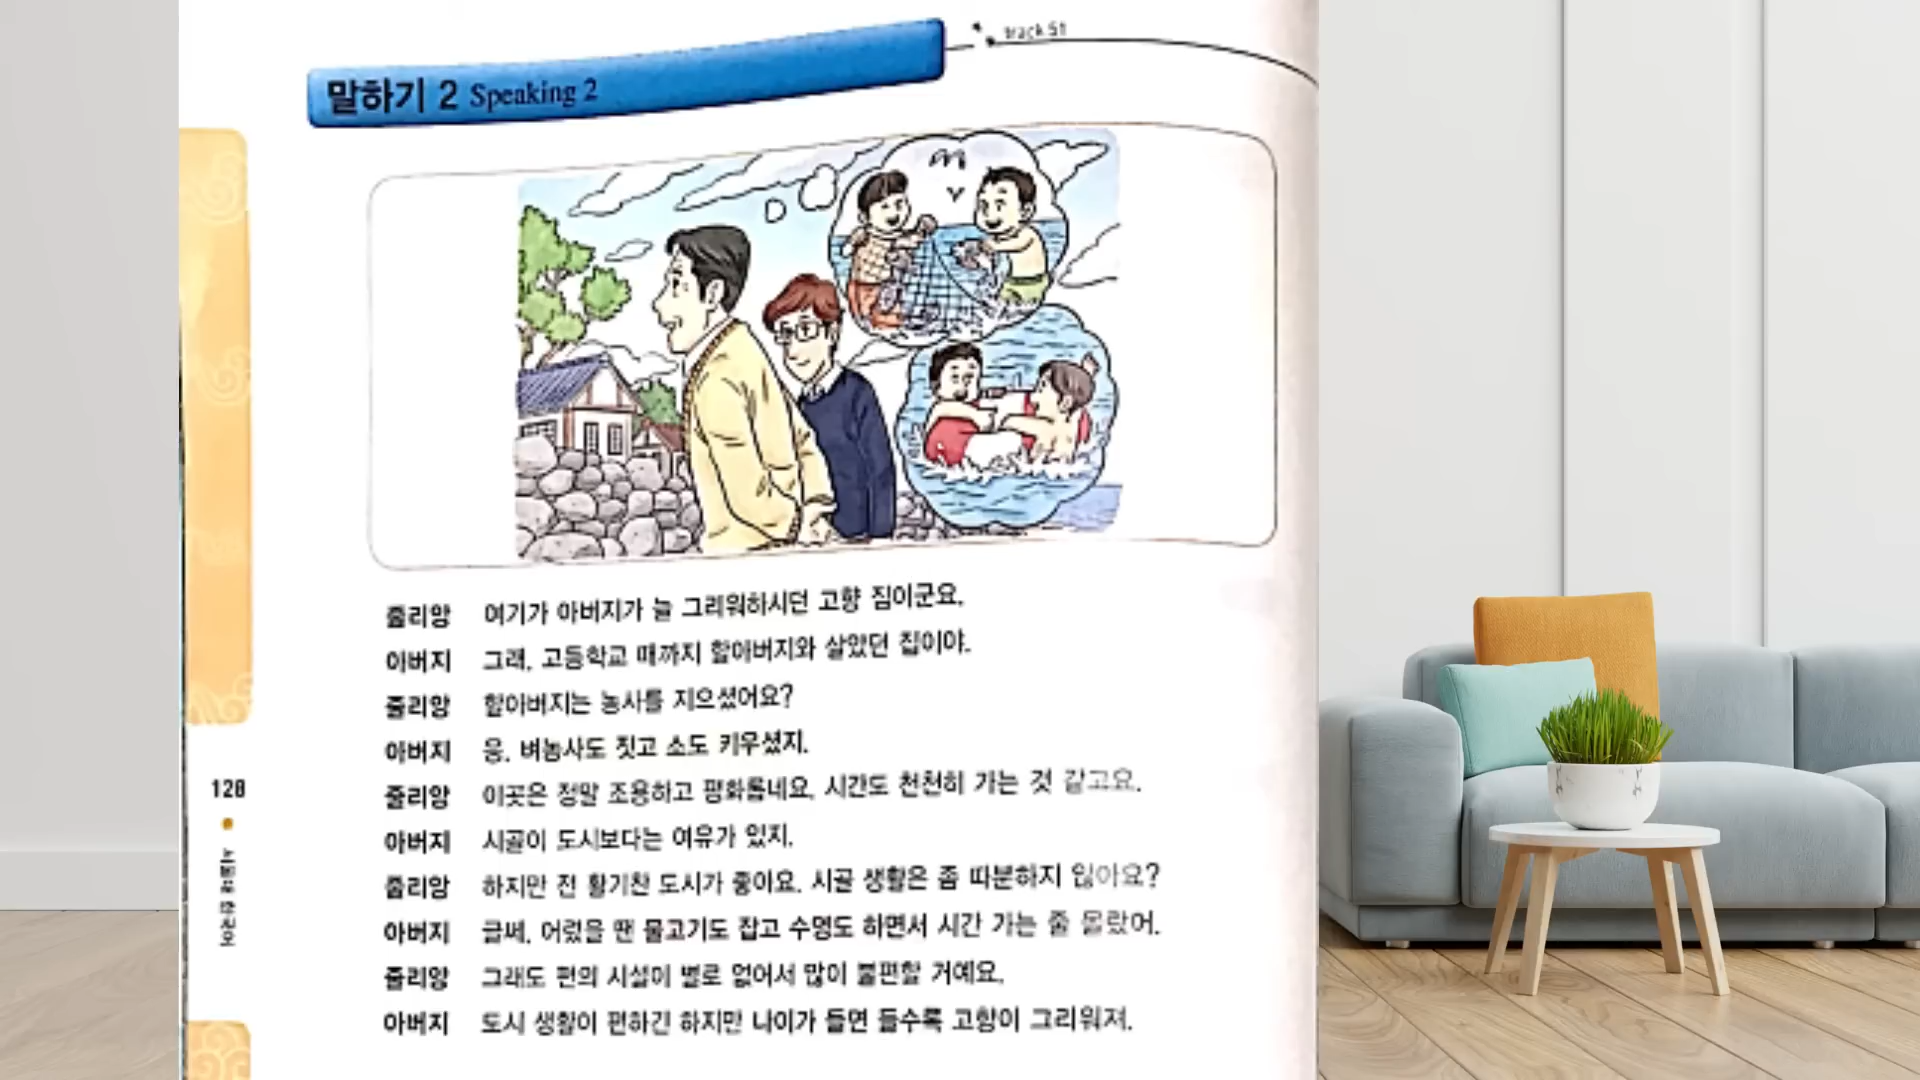 track 51
말하기 2 Speaking 2
쥴리앙 여기가 아버지가 늘 그리워하시던 고향 집이군요.
아버지 그래, 고등학교 때까지 할아버지와 살았던 집이야.
쥴리앙 할아버지는 농사를 지으셨어요?
아버지 응, 벼농사도 짓고 소도 키우셨지.
쥴리앙 이곳은 정말 조용하고 평화롭네요. 시간도 천천히 가는 것 같고요.
아버지 시골이 도시보다는 여유가 있지.
쥴리앙 하지만 전 활기찬 도시가 좋아요. 시골 생활은 좀 따분하지 않아요?
아버지 글쎄, 어렸을 땐 물고기도 잡고 수영도 하면서 시간 가는 줄 몰랐어.
쥴리앙 그래도 편의 시설이 별로 없어서 많이 불편할 거예요.
아버지 도시 생활이 편하긴 하지만 나이가 들면 들수록 고향이 그리워져.
128
서울대 한국어